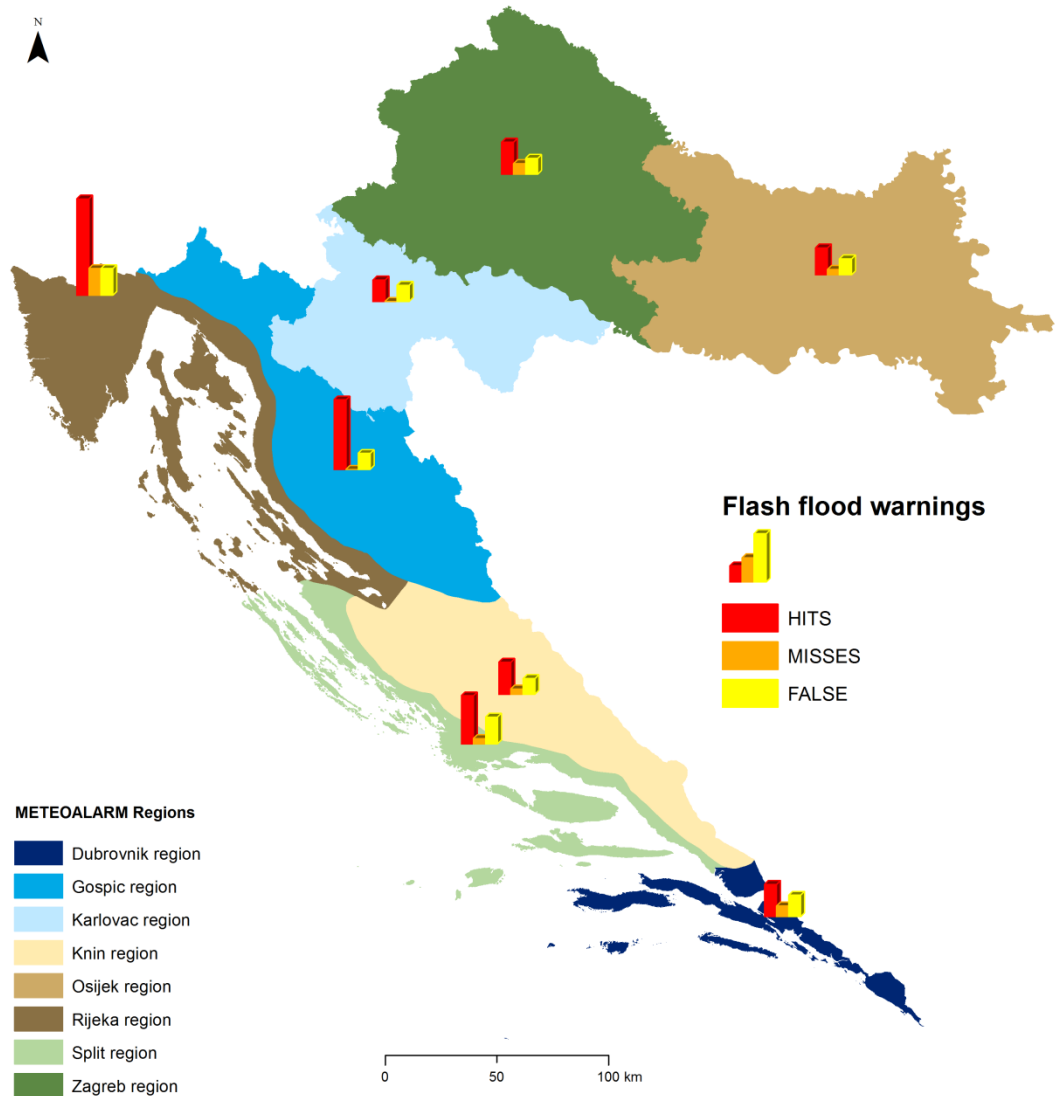 N
Flash flood warnings
HITS
MISSES
FALSE
METEOALARM Regions
Dubrovnik region
Gospic region
Karlovac region
Knin region
Osijek region
Rijeka region
Split region
Zagreb region
0 50 100 km